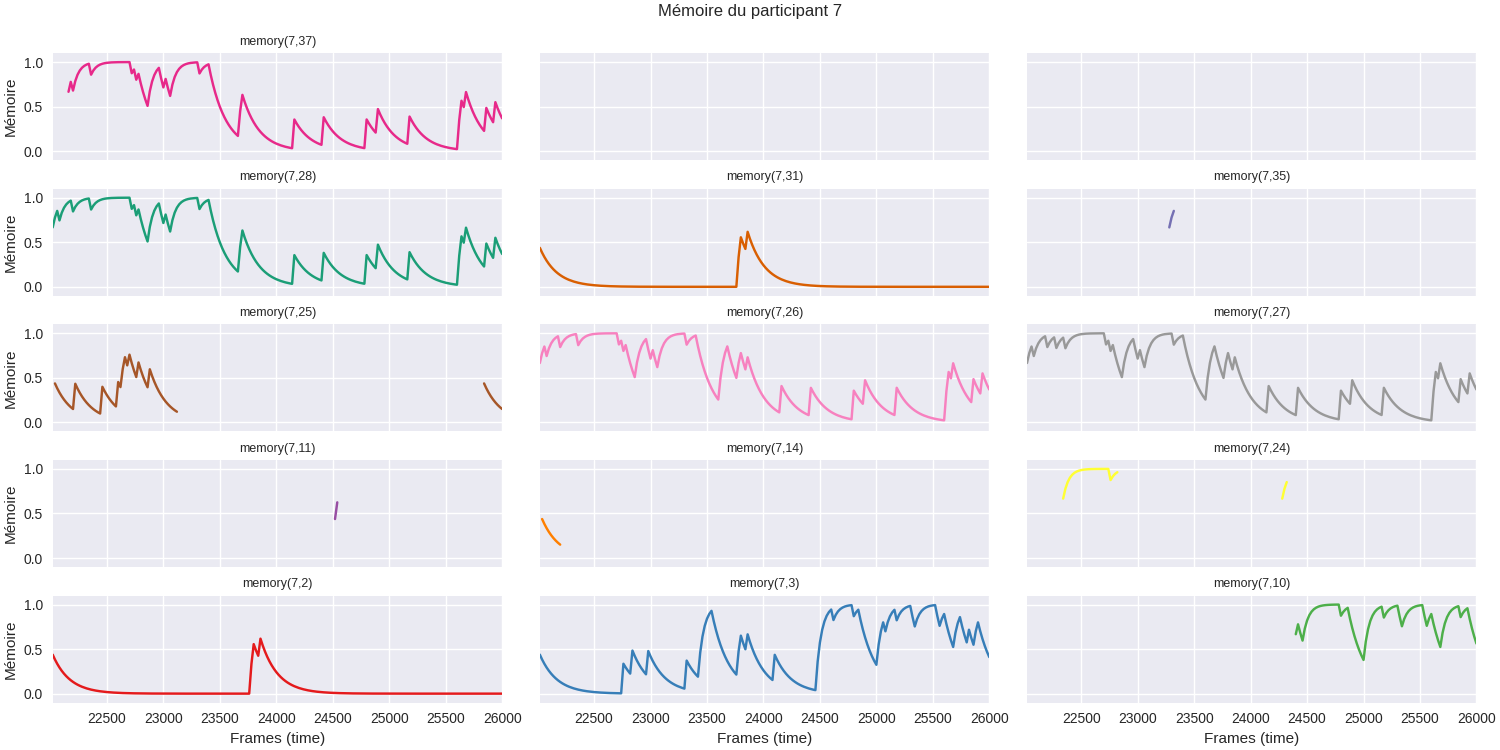 Mémoire du participant 7
memory(7,37)
Mémoire
1.0
0.5
0.0
memory(7,28)
memory(7,31)
memory(7,35)
Mémoire
1.0
0.5
0.0
memory(7,25)
memory(7,26)
memory(7,27)
Mémoire
1.0
0.5
0.0
memory(7,11)
memory(7,14)
memory(7,24)
Mémoire
1.0
0.5
0.0
memory(7,2)
memory(7,3)
memory(7,10)
Mémoire
1.0
0.5
0.0
22500 23000 23500 24000 24500 25000 25500 26000
22500 23000 23500 24000 24500 25000 25500 26000
22500 23000 23500 24000 24500 25000 25500 26000
Frames (time)
Frames (time)
Frames (time)